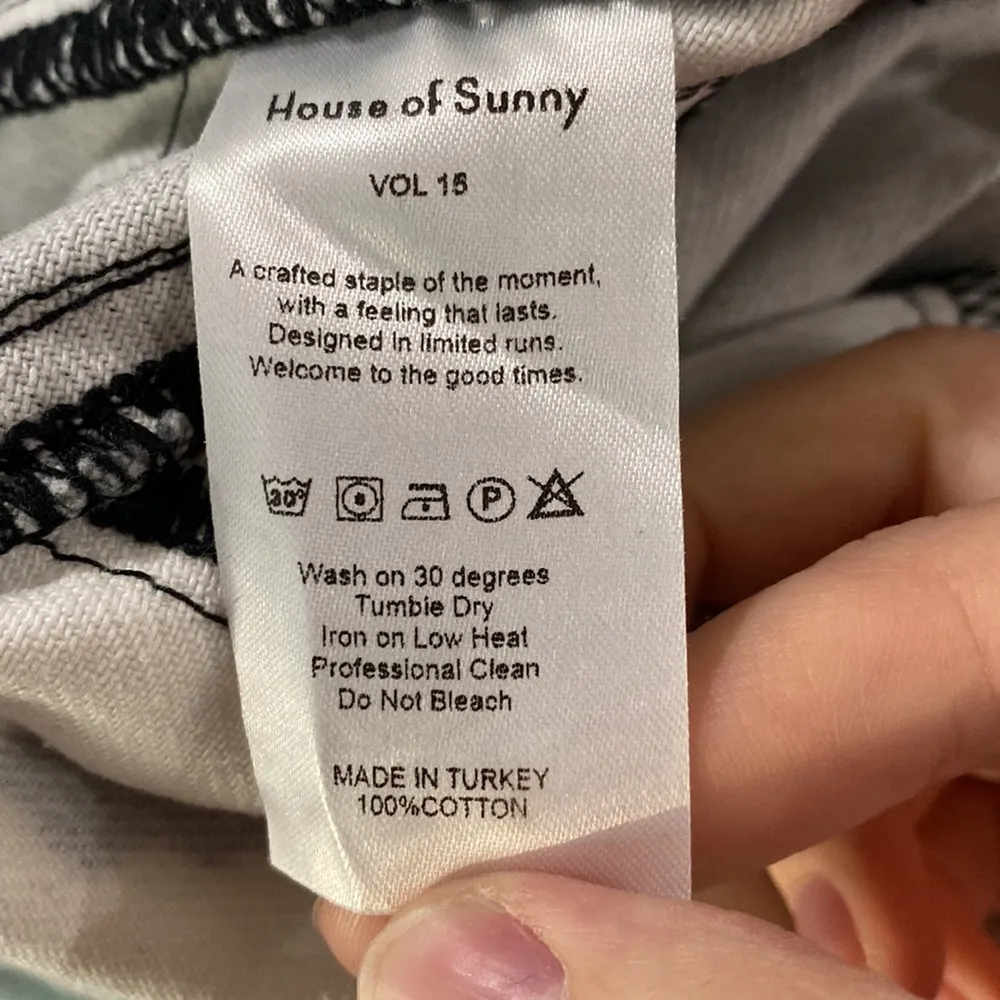 House of Sunny
VOL 15
A crafted staple of the moment,
with a feeling that lasts.
Designed In limited runs.
Welcome to the good times.
30° P
Wash on 30 degrees
Tumble Dry
Iron on Low Heat
Professional Clean
Do Not Bleach
MADE IN TURKEY
100%COTTON